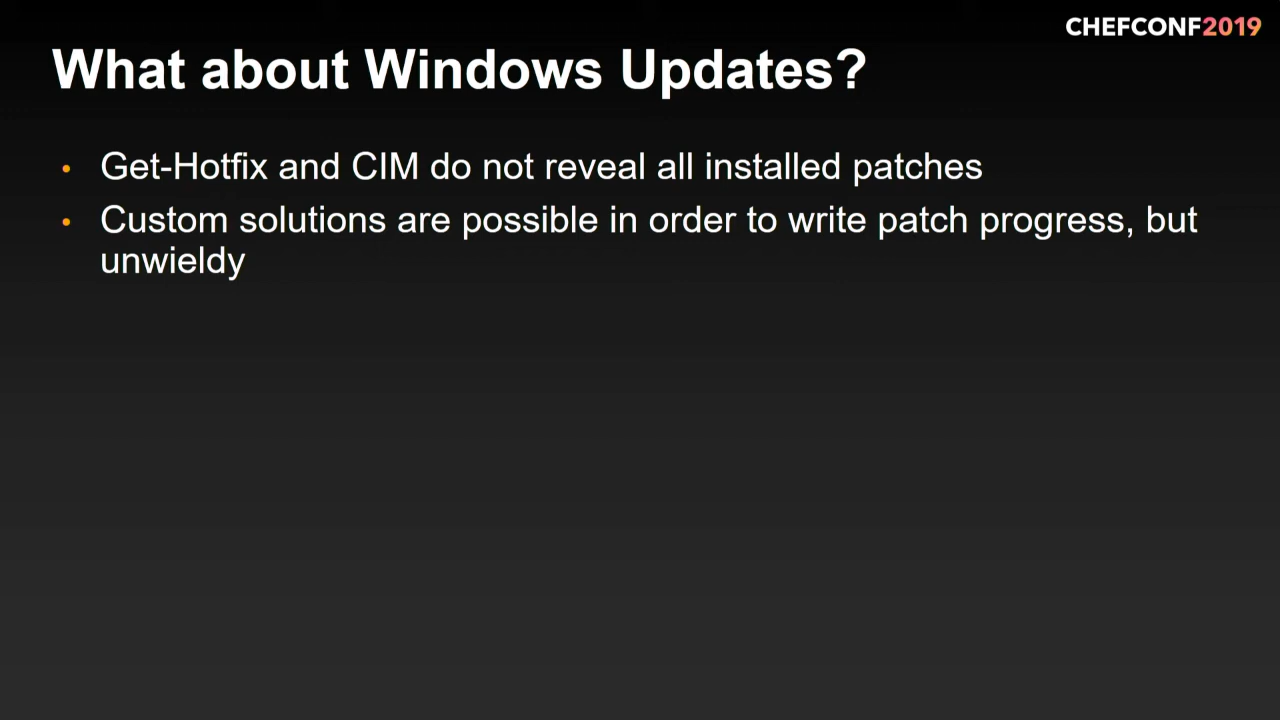 CHEFCONF2019
What about Windows Updates?
• Get-Hotfix and CIM do not reveal all installed patches
• Custom solutions are possible in order to write patch progress, but
unwieldy